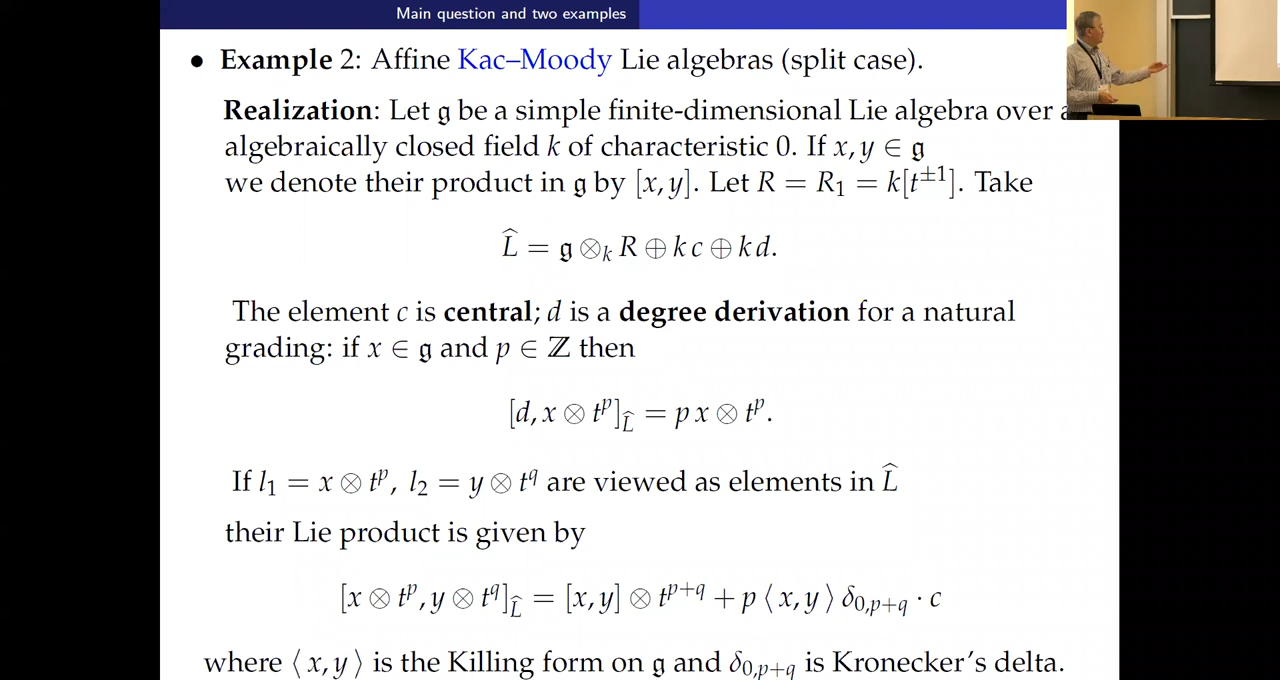 Main question and two examples
• Example 2: Affine Kac–Moody Lie algebras (split case).
Realization: Let 𝔤 be a simple finite-dimensional Lie algebra over
algebraically closed field k of characteristic 0. If x, y ∈ 𝔤
we denote their product in 𝔤 by [x, y]. Let R = R₁ = k[t^{±1}]. Take
L̂ = 𝔤 ⊗ₖ R ⊕ k c ⊕ k d.
The element c is central; d is a degree derivation for a natural
grading: if x ∈ 𝔤 and p ∈ ℤ then
[d, x ⊗ t^p]_{L̂} = p x ⊗ t^p.
If l₁ = x ⊗ t^p, l₂ = y ⊗ t^q are viewed as elements in L̂
their Lie product is given by
[x ⊗ t^p, y ⊗ t^q]_{L̂} = [x, y] ⊗ t^{p+q} + p ⟨ x, y ⟩ δ_{0,p+q} · c
where ⟨ x, y ⟩ is the Killing form on 𝔤 and δ_{0,p+q} is Kronecker's delta.